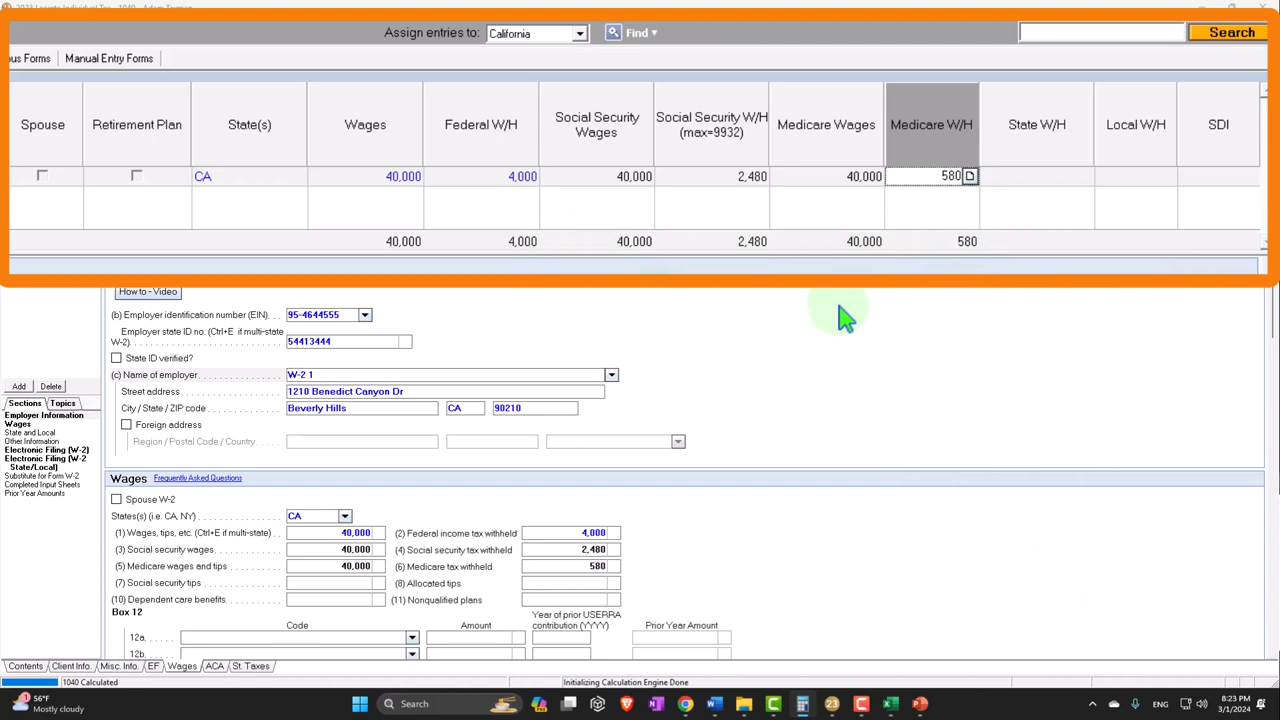 2023 Lacerte Individual Tax - 1040 - Adam Taxman
Assign entries to: California Find Search
us Forms Manual Entry Forms
Spouse Retirement Plan State(s) Wages Federal W/H Social Security Wages Social Security W/H (max=9932) Medicare Wages Medicare W/H State W/H Local W/H SDI
CA 40,000 4,000 40,000 2,480 40,000 580
40,000 4,000 40,000 2,480 40,000 580
How to - Video
(b) Employer identification number (EIN). 95-4644555
Employer state ID no. (Ctrl+E if multi-state
W-2) 54413444
State ID verified?
(c) Name of employer W-2 1
Street address 1210 Benedict Canyon Dr
City / State / ZIP code Beverly Hills CA 90210
Foreign address
Region / Postal Code / Country
Add Delete
Sections Topics
Employer Information
Wages
State and Local
Other Information
Electronic Filing (W-2)
Electronic Filing (W-2
State/Local)
Substitute for Form W-2
Completed Input Sheets
Prior Year Amounts
Wages Frequently Asked Questions
Spouse W-2
States(s) (i.e. CA, NY) CA
(1) Wages, tips, etc. (Ctrl+E if multi-state) 40,000 (2) Federal income tax withheld 4,000
(3) Social security wages 40,000 (4) Social security tax withheld 2,480
(5) Medicare wages and tips 40,000 (6) Medicare tax withheld 580
(7) Social security tips (8) Allocated tips
(10) Dependent care benefits (11) Nonqualified plans
Box 12 Year of prior USERRA
Code Amount contribution (YYYY) Prior Year Amount
12a
12b
Contents Client Info. Misc. Info. EF Wages ACA St. Taxes
1040 Calculated Initializing Calculation Engine Done
1 56°F
Mostly cloudy
Search
23
ENG
8:23 PM
3/1/2024